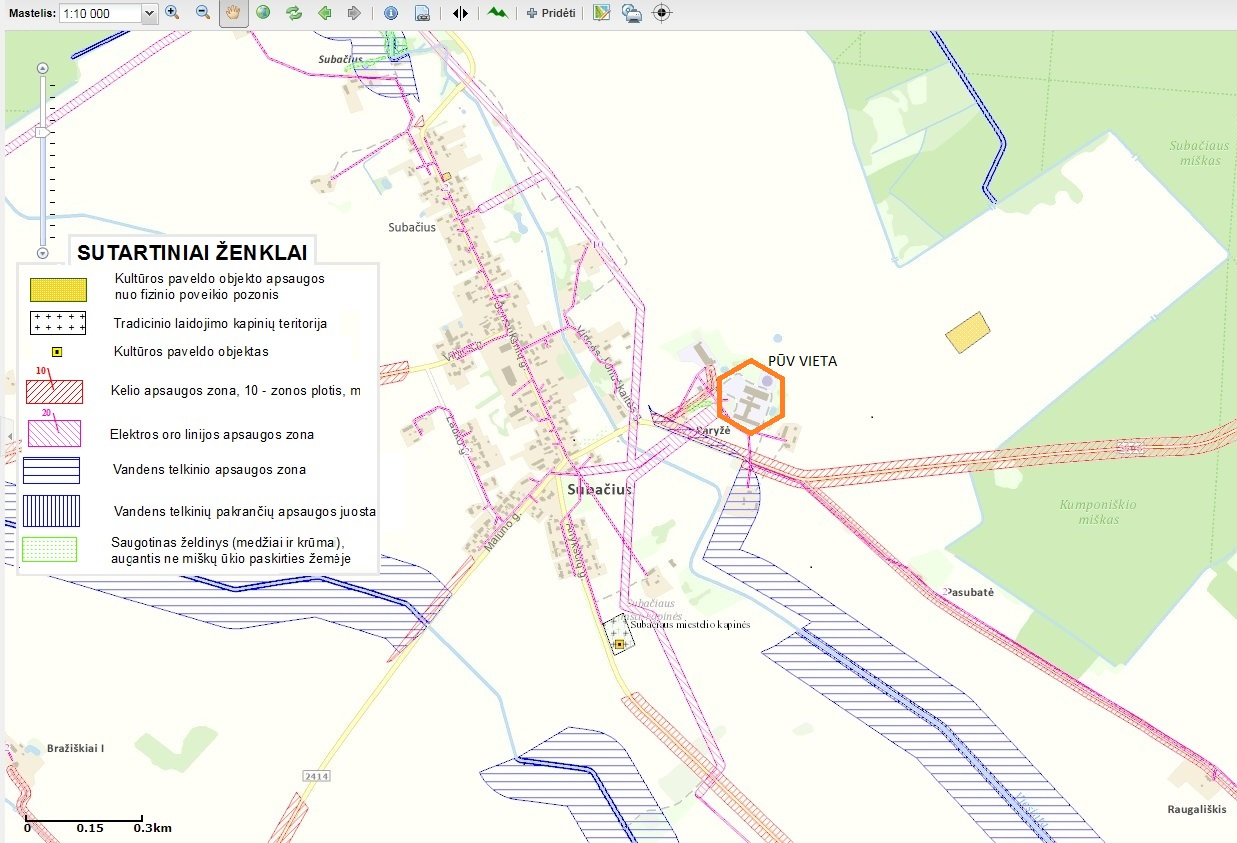 Mastelis: 1:10 000
Pridėti
Subačius
Subačiaus
miškas
Subačius
SUTARTINIAI ŽENKLAI
Kultūros paveldo objekto apsaugos
nuo fizinio poveikio pozonis
Tradicinio laidojimo kapinių teritorija
Kultūros paveldo objektas
10
Kelio apsaugos zona, 10 - zonos plotis, m
20
Elektros oro linijos apsaugos zona
Vandens telkinio apsaugos zona
Vandens telkinių pakrančių apsaugos juosta
Saugotinas želdinys (medžiai ir krūmai),
augantis ne miškų ūkio paskirties žemėje
PŪV VIETA
Paryžė
Subačius
Maluno g.
Kumponiškio
miškas
Pasubatė
Subačiaus
Subačiaus miestelio kapinės
Bražiškiai I
2414
Raugališkis
0 0.15 0.3km